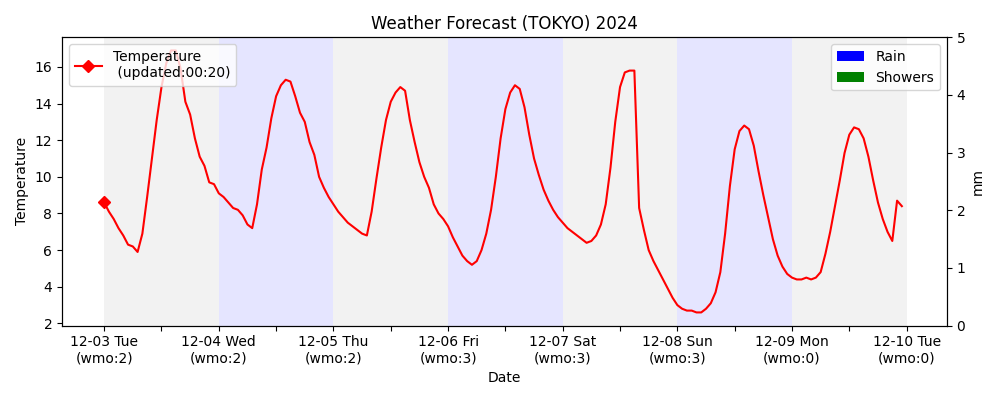 Weather Forecast (TOKYO) 2024
Temperature
(updated:00:20)
Rain
Showers
16
14
12
10
8
6
4
2
Temperature
5
4
3
2
1
0
mm
12-03 Tue
(wmo:2)
12-04 Wed
(wmo:2)
12-05 Thu
(wmo:2)
12-06 Fri
(wmo:3)
12-07 Sat
(wmo:3)
12-08 Sun
(wmo:3)
12-09 Mon
(wmo:0)
12-10 Tue
(wmo:0)
Date